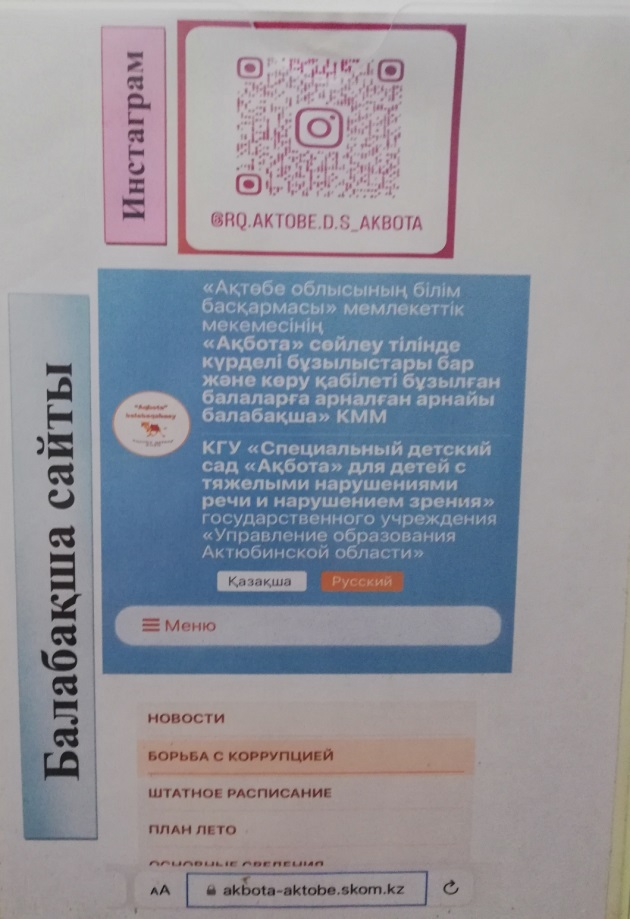 Инстаграм
@RQ.AKTOBE.D.S_AKBOTA
Балабақша сайты
«Ақтөбе облысының білім
басқармасы» мемлекеттік
мекемесінің
«Ақбота» сөйлеу тілінде
күрделі бұзылыстары бар
және көру қабілеті бұзылған
балаларға арналған арнайы
балабақша» КММ
"Ақбота"
КГУ «Специальный детский
сад «Ақбота» для детей с
тяжелыми нарушениями
речи и нарушением зрения»
государственного учреждения
«Управление образования
Актюбинской области»
Қазақша Русский
Меню
НОВОСТИ
БОРЬБА С КОРРУПЦИЕЙ
ШТАТНОЕ РАСПИСАНИЕ
ПЛАН ЛЕТО
ОСНОВНЫЕ СВЕДЕНИЯ
AA akbota-aktobe.skom.kz